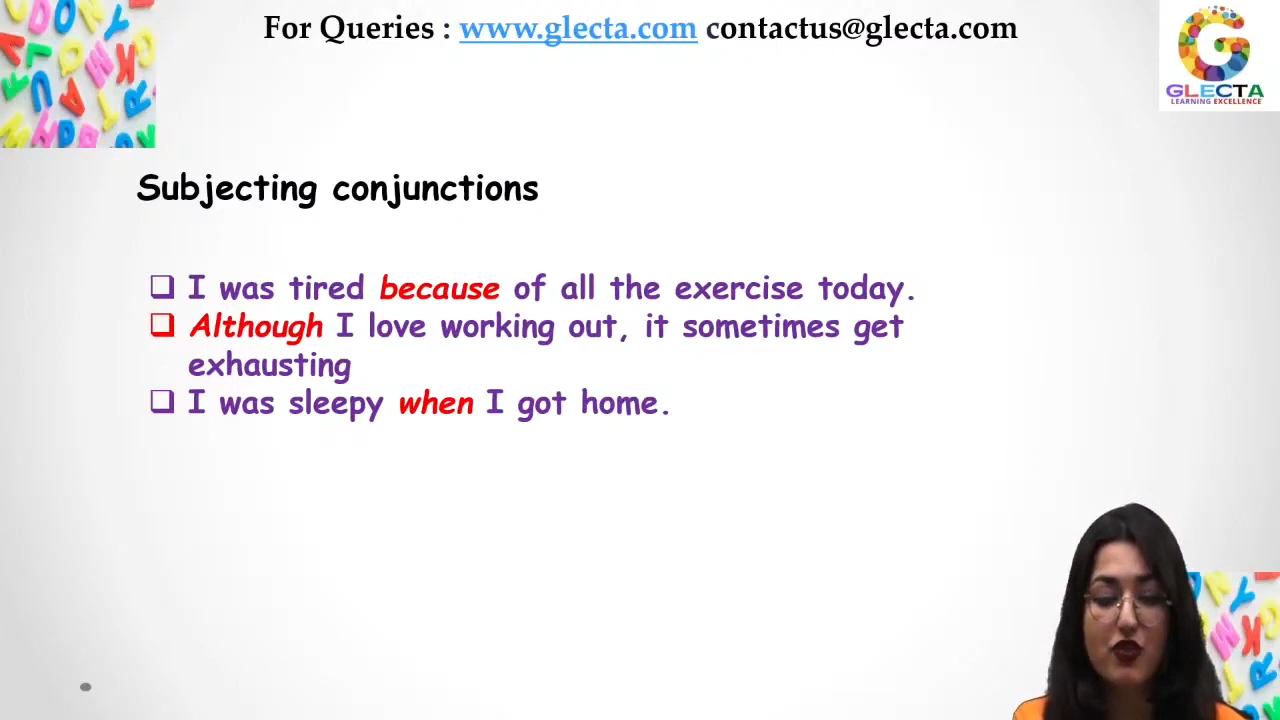 For Queries : www.glecta.com contactus@glecta.com
GLECTA
LEARNING EXCELLENCE
Subjecting conjunctions
I was tired because of all the exercise today.
Although I love working out, it sometimes get
exhausting
I was sleepy when I got home.